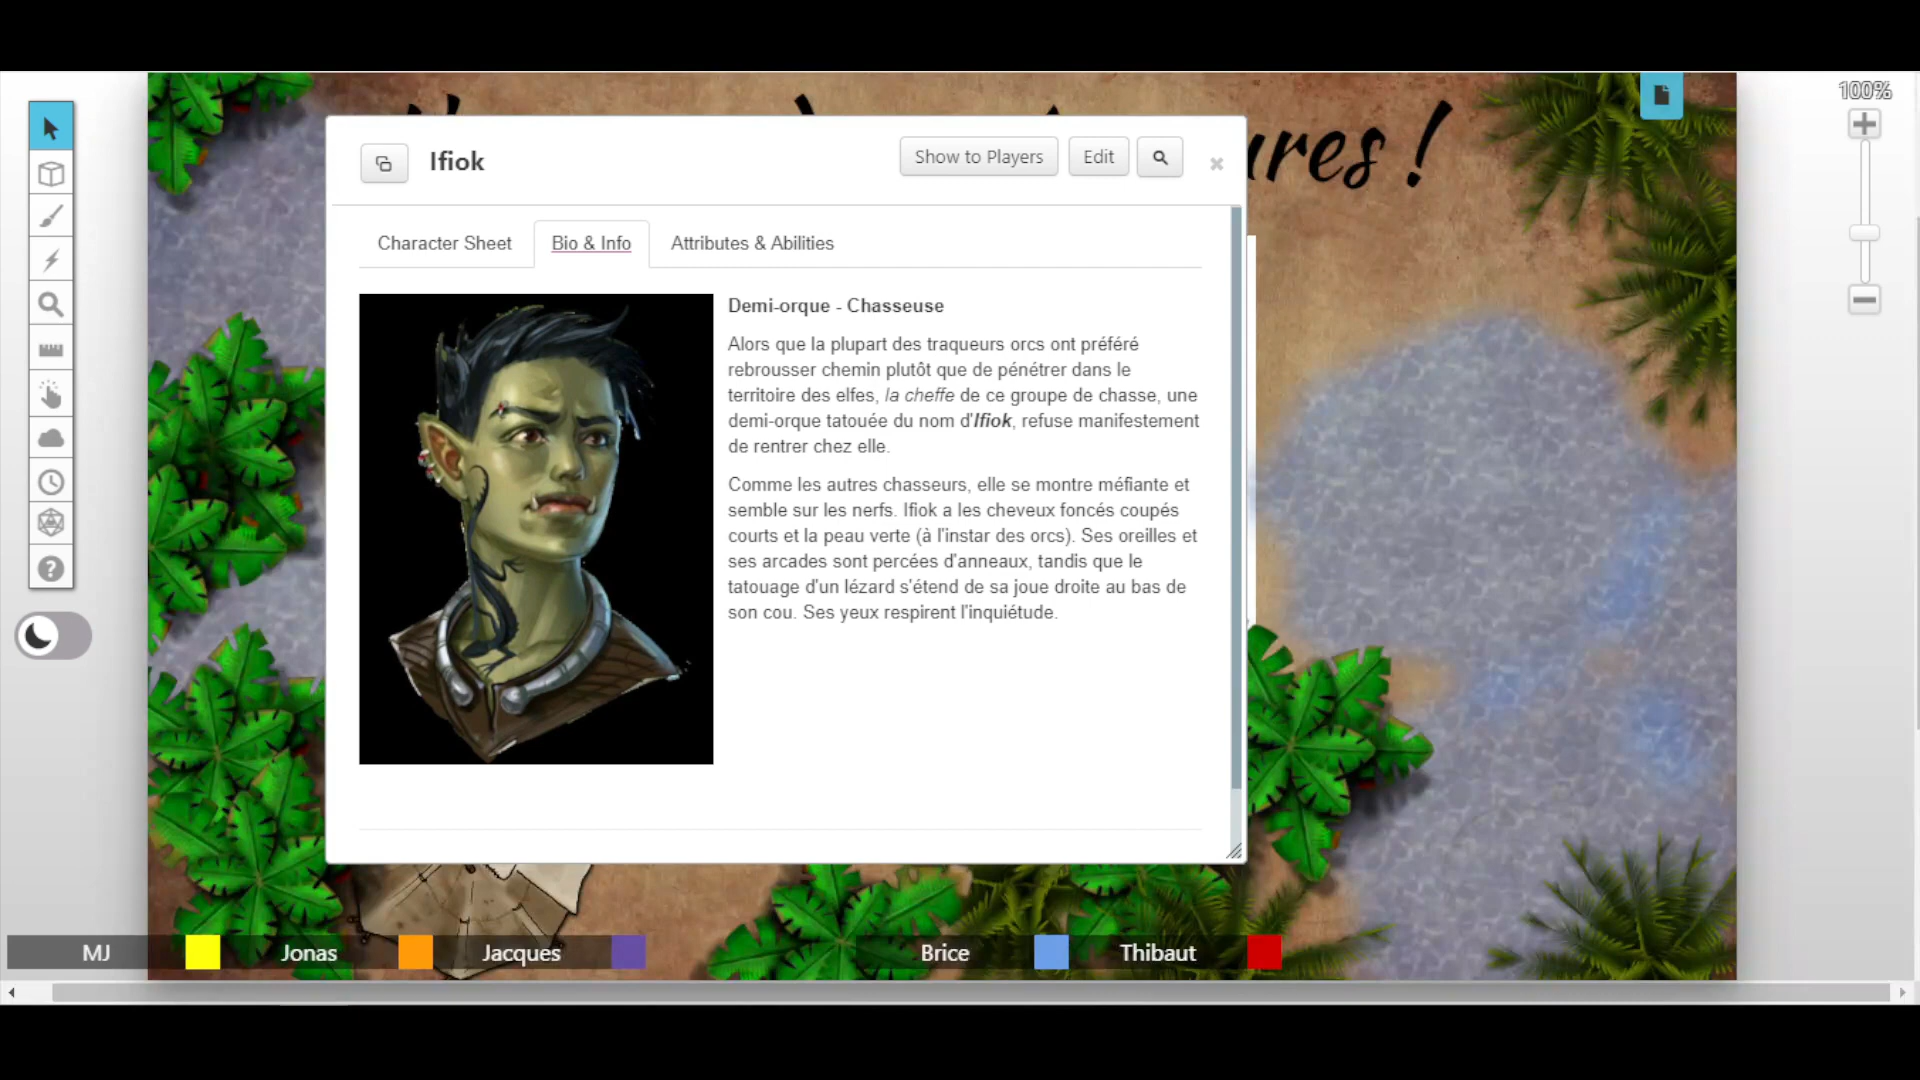 100%
ures !
Ifiok
Show to Players
Edit
Character Sheet
Bio & Info
Attributes & Abilities
Demi-orque - Chasseuse
Alors que la plupart des traqueurs orcs ont préféré
rebrousser chemin plutôt que de pénétrer dans le
territoire des elfes, la cheffe de ce groupe de chasse, une
demi-orque tatouée du nom d'Ifiok, refuse manifestement
de rentrer chez elle.
Comme les autres chasseurs, elle se montre méfiante et
semble sur les nerfs. Ifiok a les cheveux foncés coupés
courts et la peau verte (à l'instar des orcs). Ses oreilles et
ses arcades sont percées d'anneaux, tandis que le
tatouage d'un lézard s'étend de sa joue droite au bas de
son cou. Ses yeux respirent l'inquiétude.
MJ
Jonas
Jacques
Brice
Thibaut